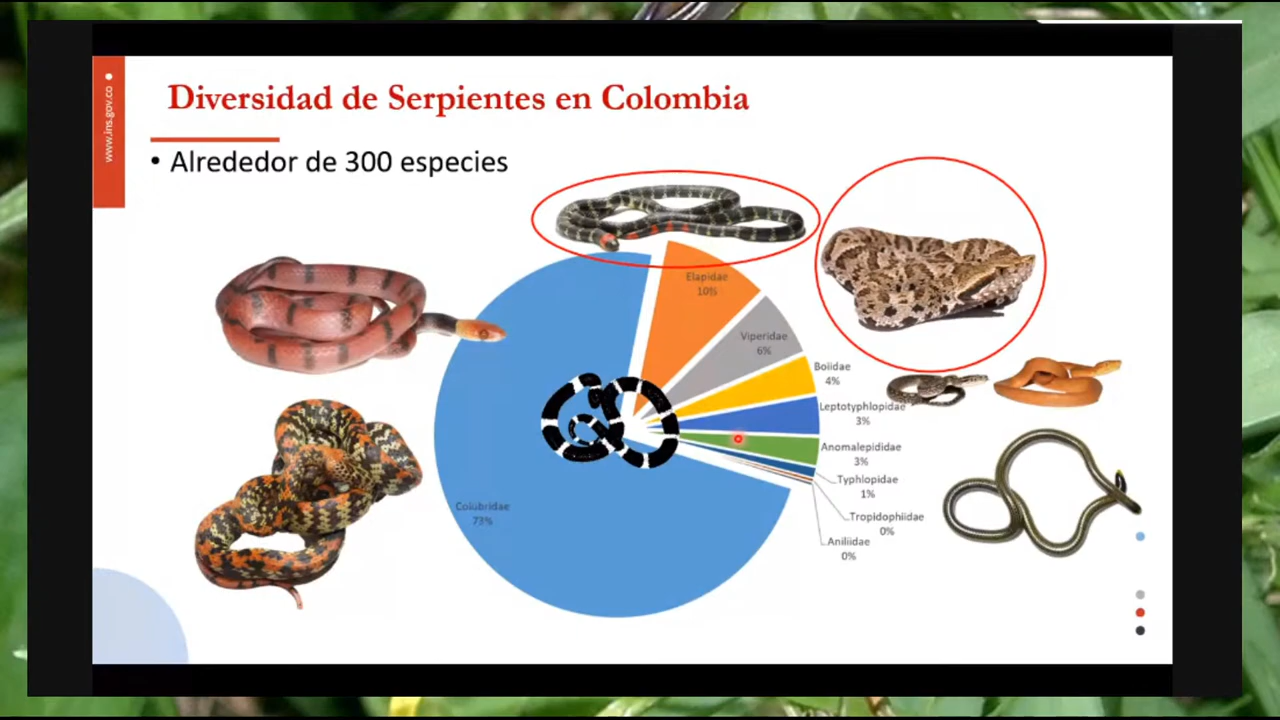 www.ins.gov.co
Diversidad de Serpientes en Colombia
• Alrededor de 300 especies
Elapidae
10%
Viperidae
6%
Boiidae
4%
Leptotyphlopidae
3%
Anomalepididae
3%
Typhlopidae
1%
Tropidophiidae
0%
Aniliidae
0%
Colubridae
73%